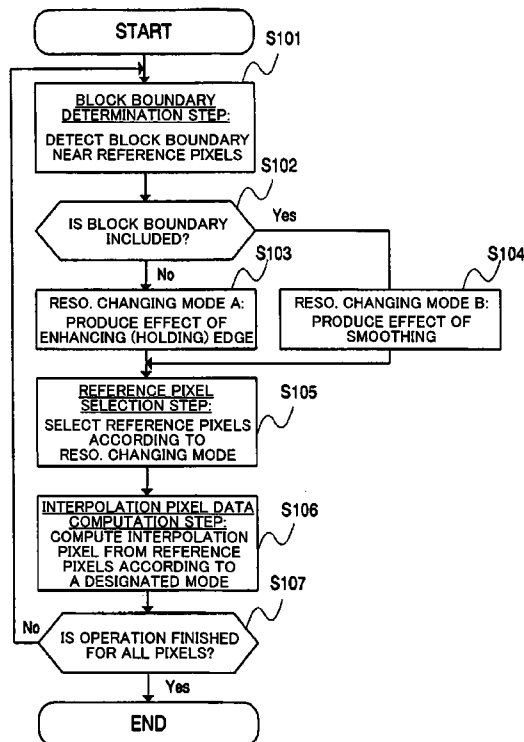 START
S101
BLOCK BOUNDARY
DETERMINATION STEP:
DETECT BLOCK BOUNDARY
NEAR REFERENCE PIXELS
S102
IS BLOCK BOUNDARY
INCLUDED?
Yes
No
S103
S104
RESO. CHANGING MODE A:
PRODUCE EFFECT OF
ENHANCING (HOLDING) EDGE
RESO. CHANGING MODE B:
PRODUCE EFFECT OF
SMOOTHING
REFERENCE PIXEL
SELECTION STEP:
SELECT REFERENCE PIXELS
ACCORDING TO
RESO. CHANGING MODE
S105
INTERPOLATION PIXEL DATA
COMPUTATION STEP:
COMPUTE INTERPOLATION
PIXEL FROM REFERENCE
PIXELS ACCORDING TO
A DESIGNATED MODE
S106
S107
No
IS OPERATION FINISHED
FOR ALL PIXELS?
Yes
END